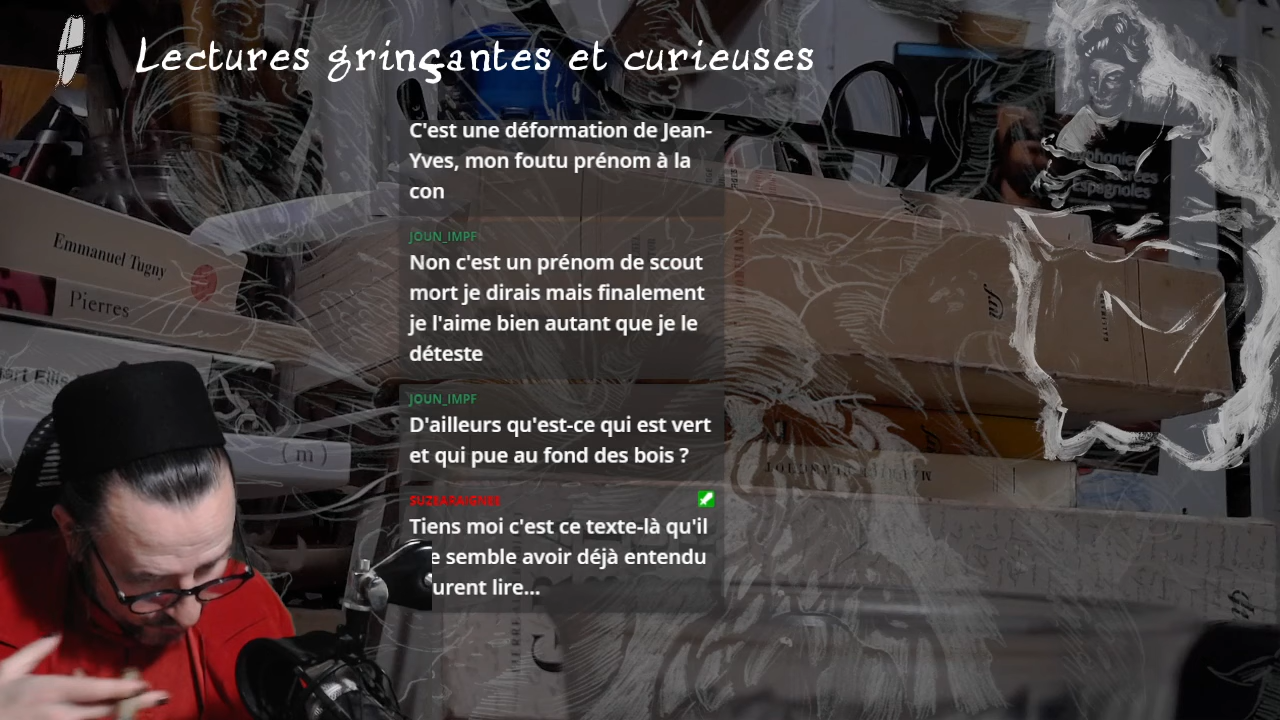 Lectures grinçantes et curieuses
C'est une déformation de Jean-
Yves, mon foutu prénom à la
con
JOUN_IMPF
Non c'est un prénom de scout
mort je dirais mais finalement
je l'aime bien autant que je le
déteste
JOUN_IMPF
D'ailleurs qu'est-ce qui est vert
et qui pue au fond des bois ?
SUZEARAIGNEE
Tiens moi c'est ce texte-là qu'il
e semble avoir déjà entendu
urent lire...
Emmanuel Tugny
Pierres
(m)
Espagnoles